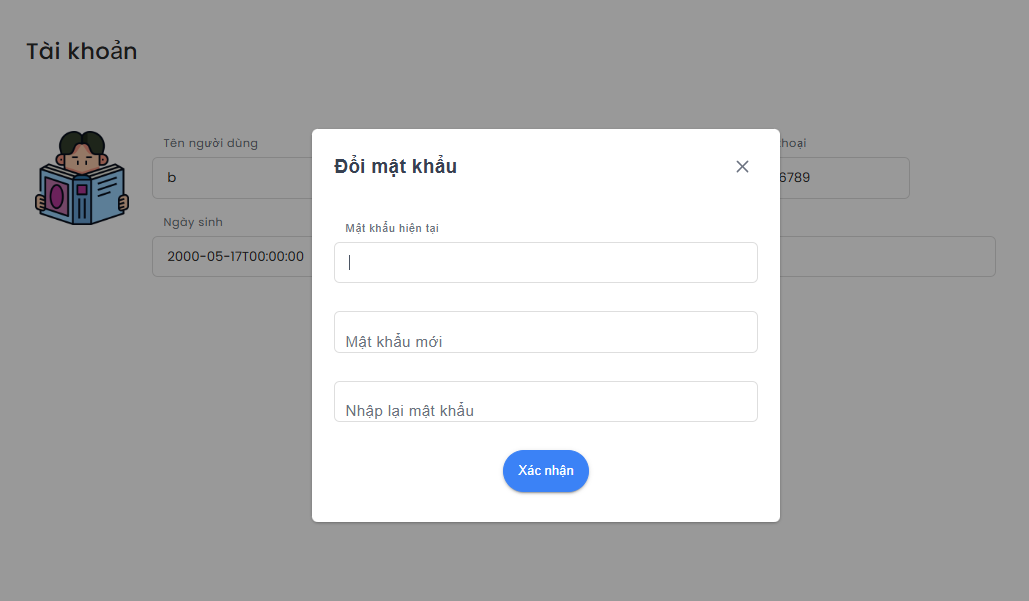 Tài khoản
Tên người dùng
b
thoại
6789
Ngày sinh
2000-05-17T00:00:00
Đổi mật khẩu
Mật khẩu hiện tại
Mật khẩu mới
Nhập lại mật khẩu
Xác nhận